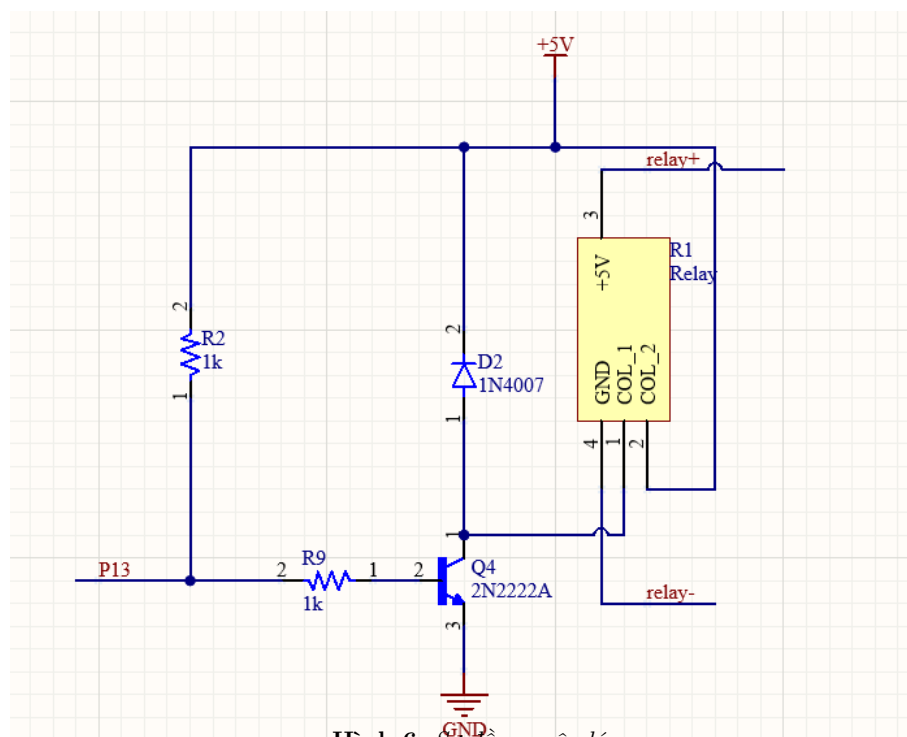 +5V
relay+
3
R1
Relay
+5V
2
R2
1k
1
2
D2
1N4007
1
GND
COL_1
COL_2
4
1
2
1
P13
R9
2
1
2
1k
Q4
2N2222A
relay-
3
GND